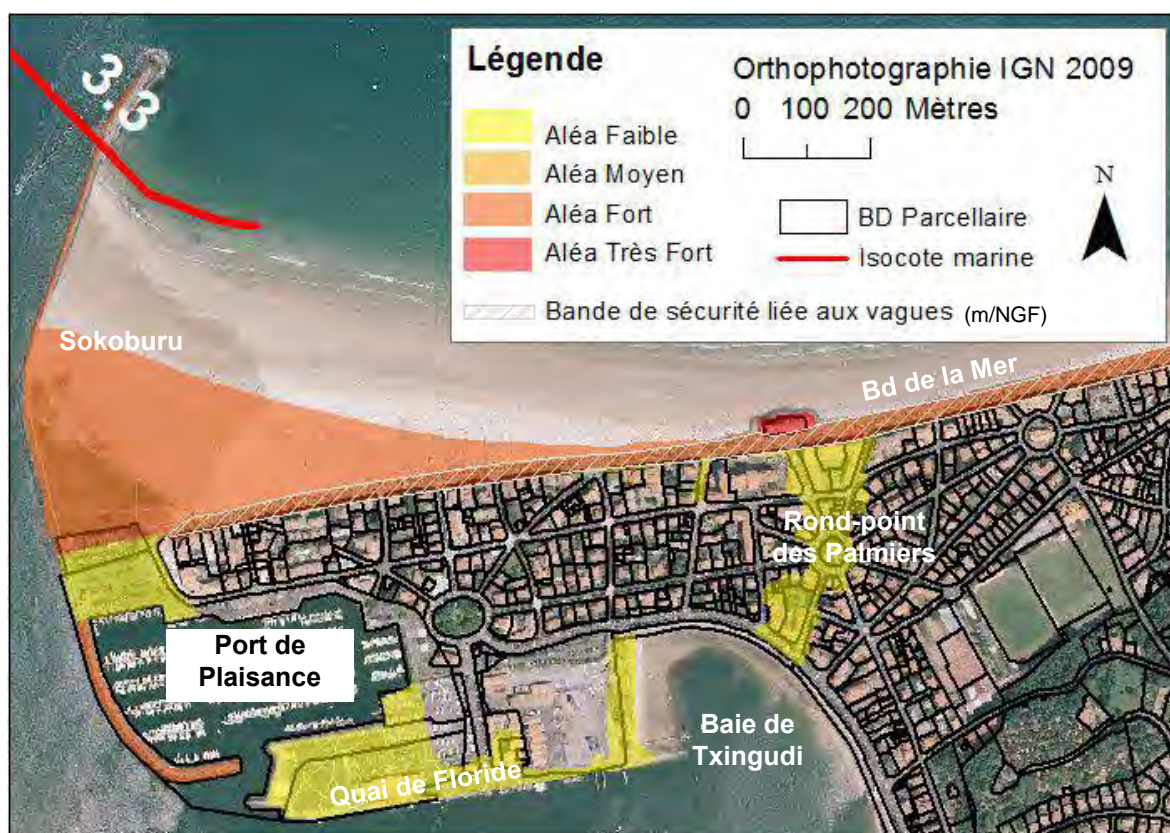 Légende
Aléa Faible
Aléa Moyen
Aléa Fort
Aléa Très Fort
Bande de sécurité liée aux vagues (m/NGF)
Orthophotographie IGN 2009
0 100 200 Mètres
BD Parcellaire
Isocote marine
N
3.3
Sokoburu
Bd de la Mer
Rond-point
des Palmiers
Port de
Plaisance
Baie de
Txingudi
Quai de Floride